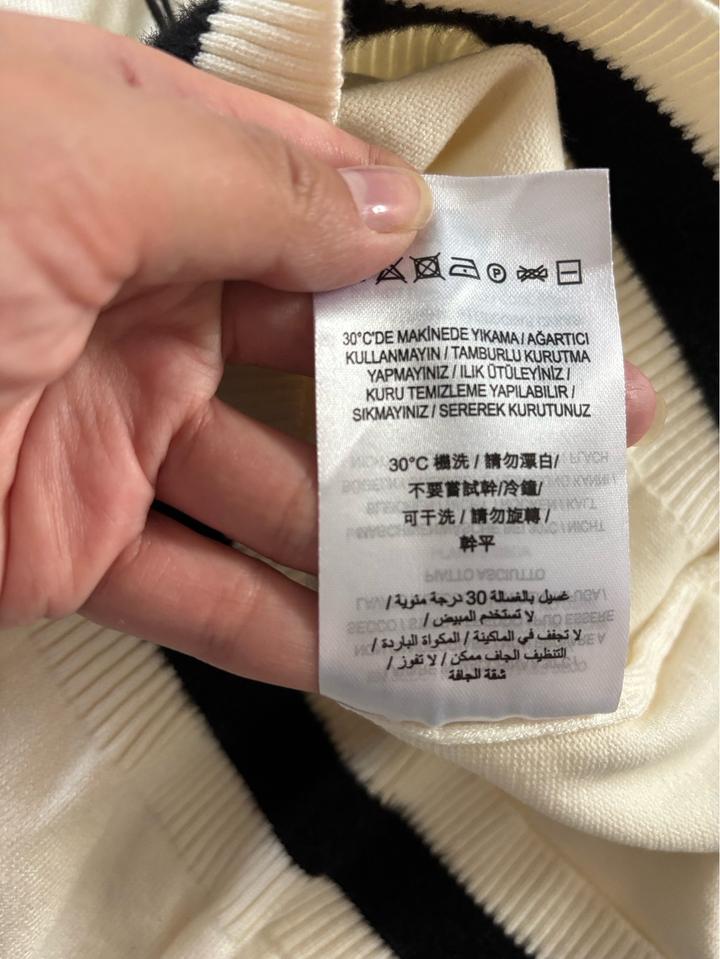 P
30°C'DE MAKİNEDE YIKAMA / AĞARTICI
KULLANMAYIN / TAMBURLU KURUTMA
YAPMAYINIZ / ILIK ÜTÜLEYİNİZ /
KURU TEMİZLEME YAPILABILIR /
SIKMAYINIZ / SEREREK KURUTUNUZ
30°C 機洗 / 請勿漂白/
不要嘗試幹/冷鐘/
可干洗 / 請勿旋轉 /
幹平
غسيل بالغسالة 30 درجة مئوية /
لا تستخدم المبيض /
لا تجفف في الماكينة / المكواة الباردة /
التنظيف الجاف ممكن / لا تفوز /
شقة الجافة